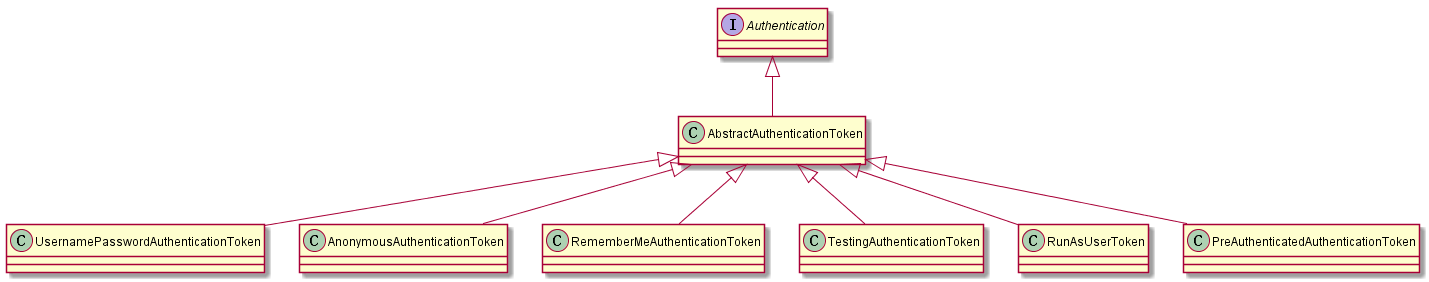 I Authentication
C AbstractAuthenticationToken
C UsernamePasswordAuthenticationToken
C AnonymousAuthenticationToken
C RememberMeAuthenticationToken
C TestingAuthenticationToken
C RunAsUserToken
C PreAuthenticatedAuthenticationToken